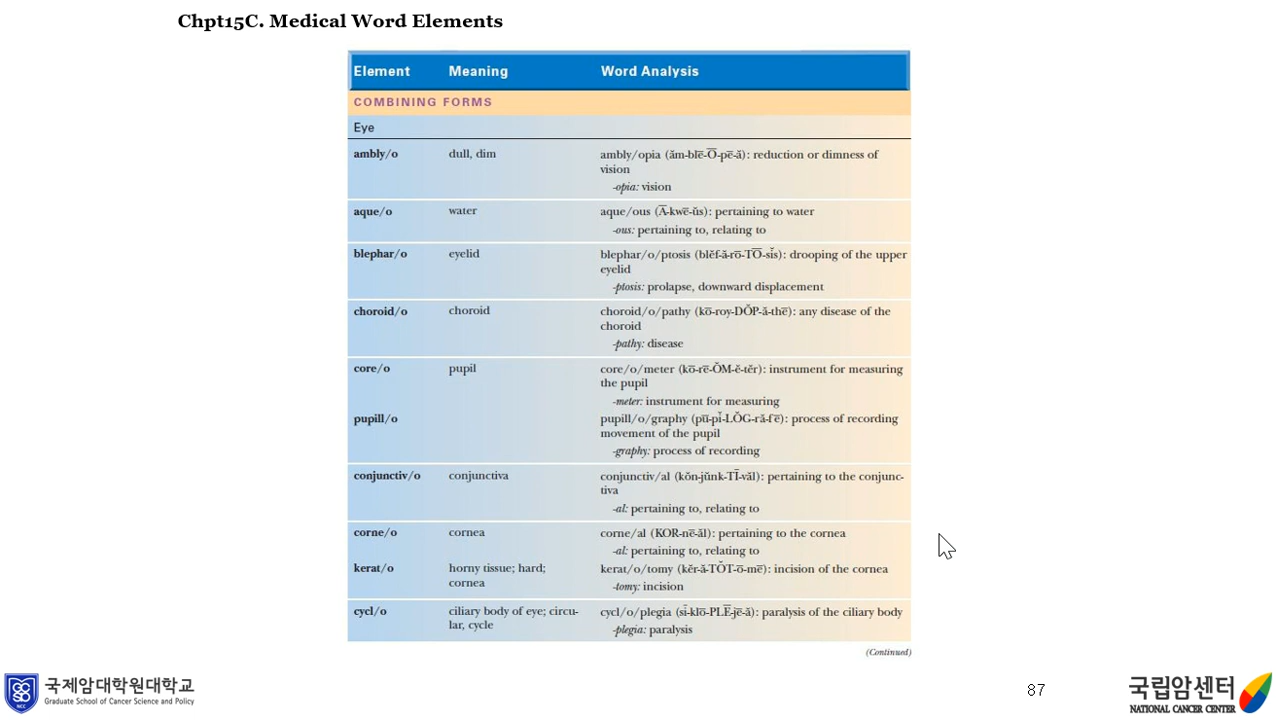 Chpt15C. Medical Word Elements
Element Meaning Word Analysis
COMBINING FORMS
Eye
ambly/o dull, dim ambly/opia (ăm-blē-Ō-pē-ă): reduction or dimness of
vision
-opia: vision
aque/o water aque/ous (Ā-kwē-ŭs): pertaining to water
-ous: pertaining to, relating to
blephar/o eyelid blephar/o/ptosis (blĕf-ă-rō-TŌ-sĭs): drooping of the upper
eyelid
-ptosis: prolapse, downward displacement
choroid/o choroid choroid/o/pathy (kō-roy-DŎP-ă-thē): any disease of the
choroid
-pathy: disease
core/o pupil core/o/meter (kō-rē-ŎM-ĕ-tĕr): instrument for measuring
the pupil
-meter: instrument for measuring
pupill/o pupill/o/graphy (pū-pĭ-LŎG-ră-fē): process of recording
movement of the pupil
-graphy: process of recording
conjunctiv/o conjunctiva conjunctiv/al (kŏn-jŭnk-TĪ-văl): pertaining to the conjunc-
tiva
-al: pertaining to, relating to
corne/o cornea corne/al (KOR-nē-ăl): pertaining to the cornea
-al: pertaining to, relating to
kerat/o horny tissue; hard; kerat/o/tomy (kĕr-ă-TŎT-ō-mē): incision of the cornea
cornea
-tomy: incision
cycl/o ciliary body of eye; circu- cycl/o/plegia (sī-klō-PLĒ-jē-ă): paralysis of the ciliary body
lar, cycle
-plegia: paralysis
(Continued)
NCC
국제암대학원대학교
Graduate School of Cancer Science and Policy
87
국립암센터
NATIONAL CANCER CENTER